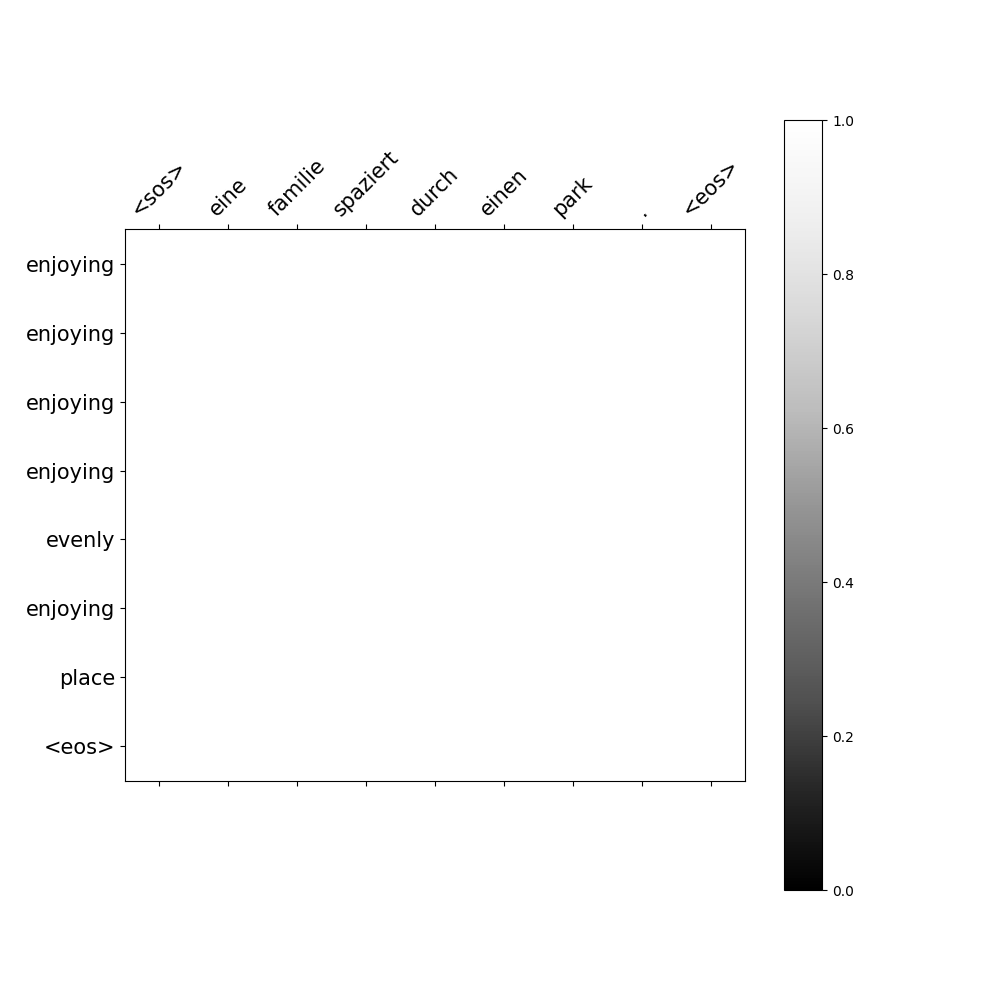 <sos> eine familie spaziert durch einen park . <eos>
enjoying
enjoying
enjoying
enjoying
evenly
enjoying
place
<eos>
1.0
0.8
0.6
0.4
0.2
0.0